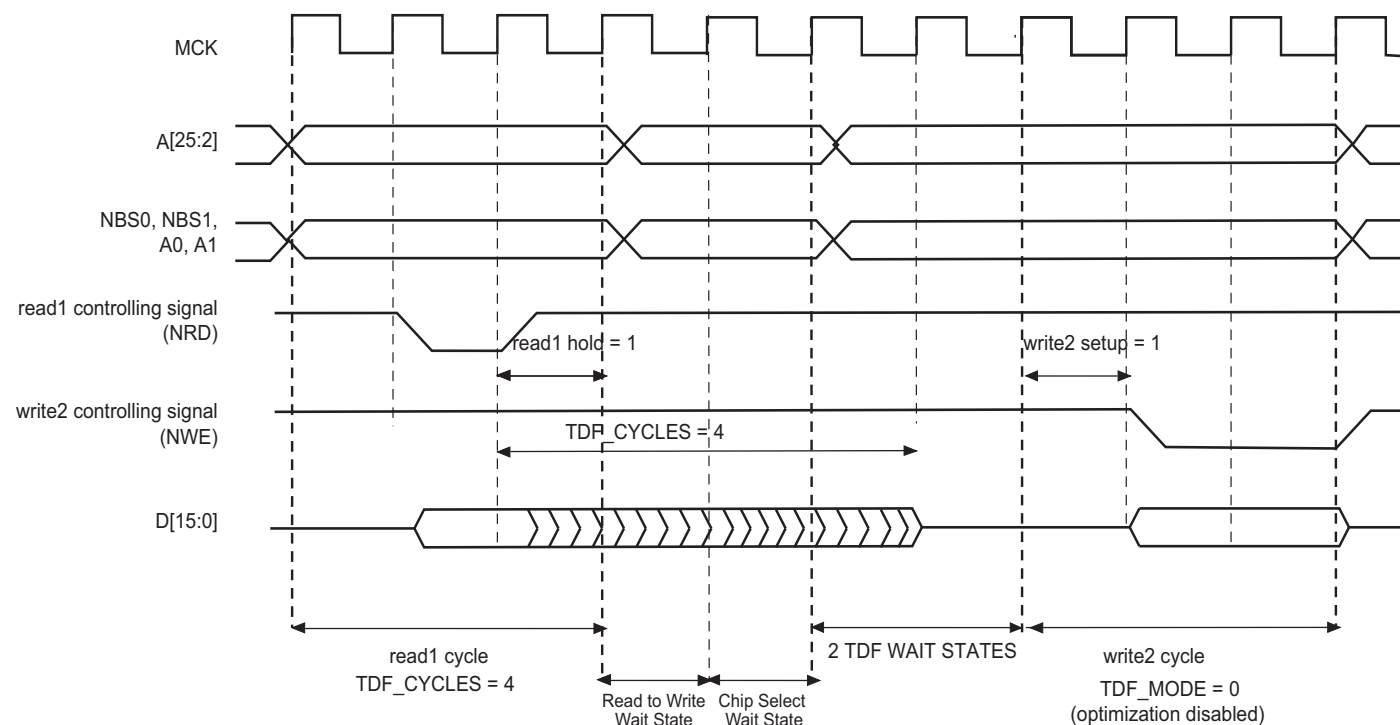 MCK
A[25:2]
NBS0, NBS1,
A0, A1
read1 controlling signal
(NRD)
read1 hold = 1
write2 setup = 1
write2 controlling signal
(NWE)
TDF_CYCLES = 4
D[15:0]
read1 cycle
TDF_CYCLES = 4
Read to Write
Wait State
Chip Select
Wait State
2 TDF WAIT STATES
write2 cycle
TDF_MODE = 0
(optimization disabled)